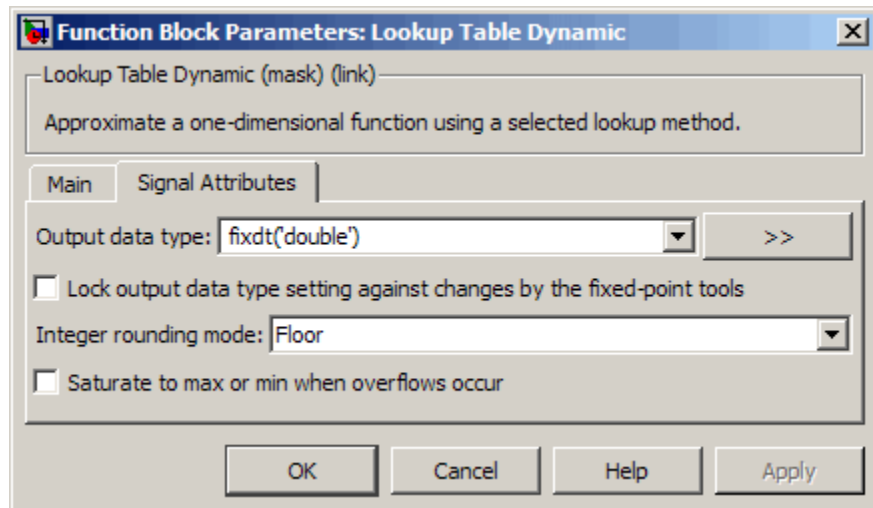 Function Block Parameters: Lookup Table Dynamic
Lookup Table Dynamic (mask) (link)
Approximate a one-dimensional function using a selected lookup method.
Main Signal Attributes
Output data type: fixdt('double') >>
Lock output data type setting against changes by the fixed-point tools
Integer rounding mode: Floor
Saturate to max or min when overflows occur
OK Cancel Help Apply